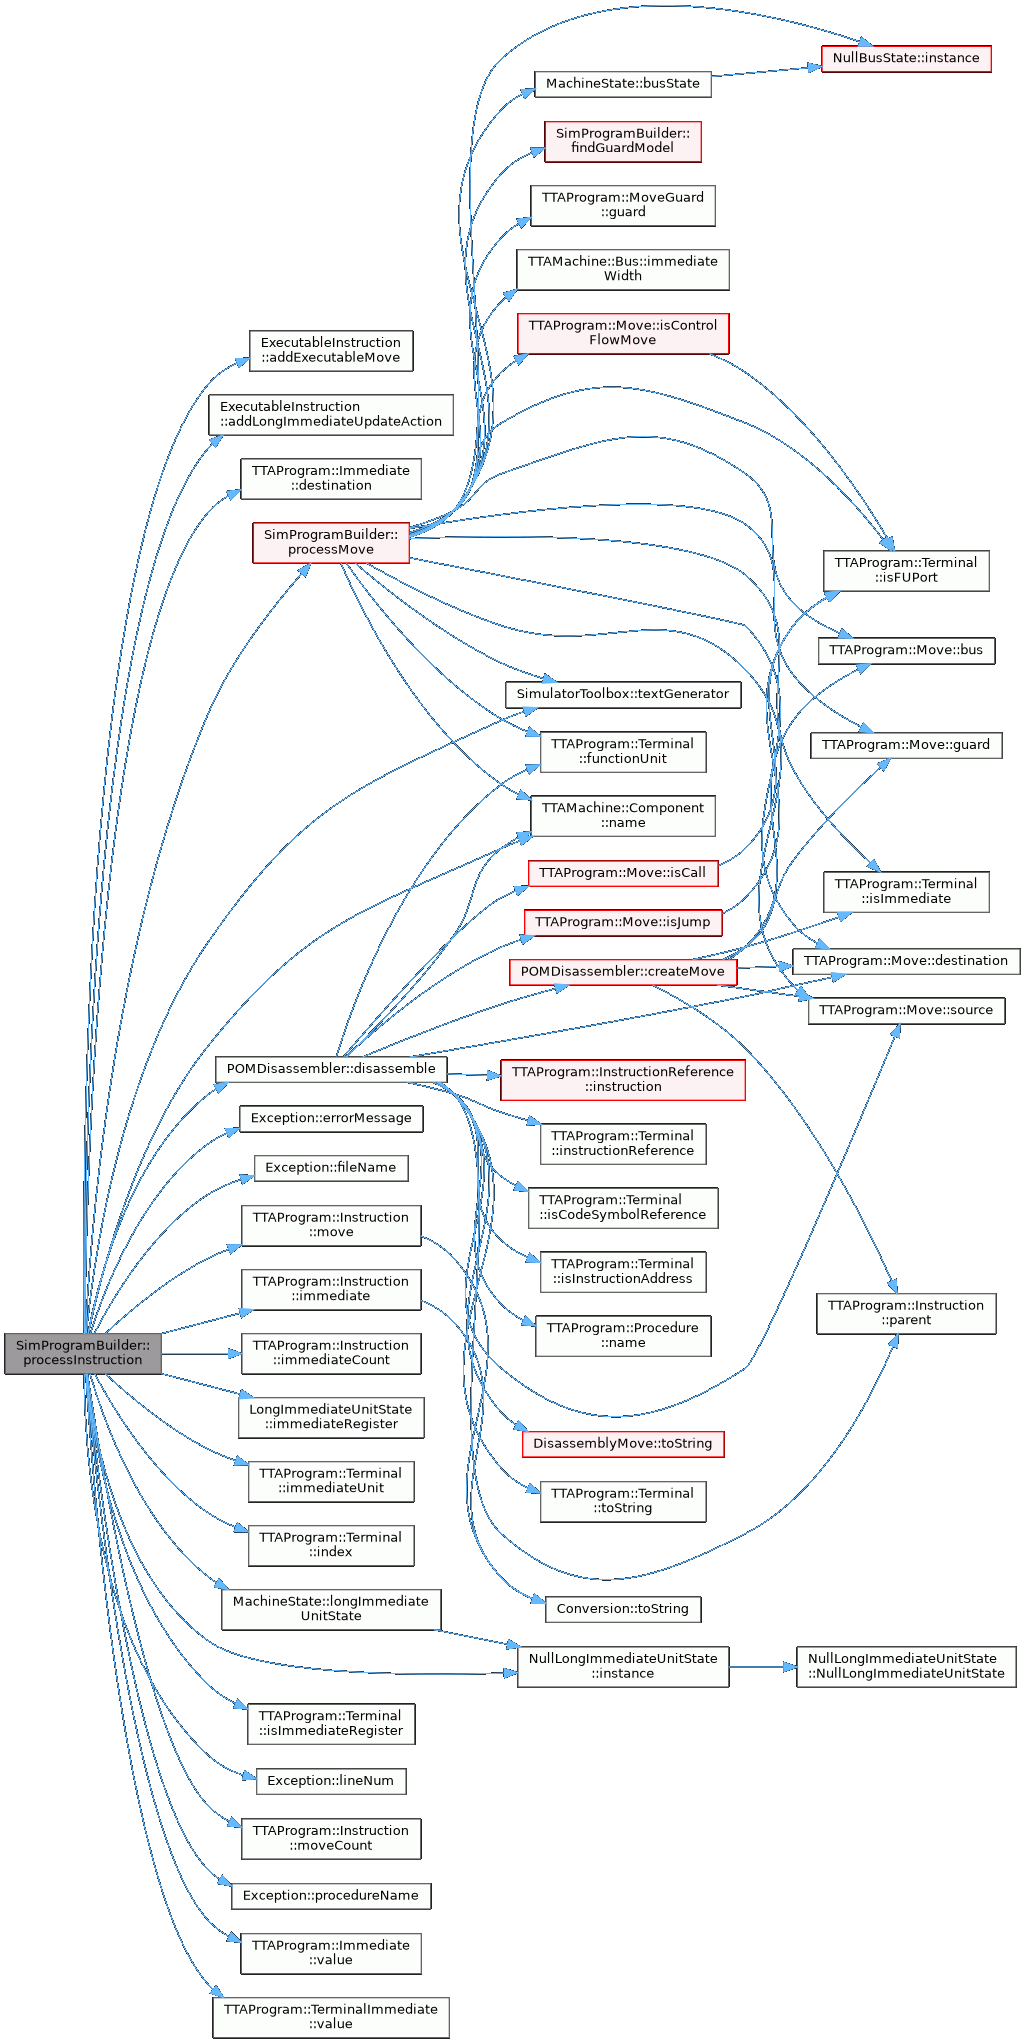 NullBusState::instance
MachineState::busState
SimProgramBuilder::
findGuardModel
TTAProgram::MoveGuard
::guard
TTAMachine::Bus::immediate
Width
TTAProgram::Move::isControl
FlowMove
ExecutableInstruction
::addExecutableMove
ExecutableInstruction
::addLongImmediateUpdateAction
TTAProgram::Immediate
::destination
SimProgramBuilder::
processMove
TTAProgram::Terminal
::isFUPort
TTAProgram::Move::bus
SimulatorToolbox::textGenerator
TTAProgram::Terminal
::functionUnit
TTAProgram::Move::guard
TTAMachine::Component
::name
TTAProgram::Move::isCall
TTAProgram::Terminal
::isImmediate
TTAProgram::Move::isJump
POMDisassembler::createMove
TTAProgram::Move::destination
TTAProgram::Move::source
POMDisassembler::disassemble
TTAProgram::InstructionReference
::instruction
Exception::errorMessage
TTAProgram::Terminal
::instructionReference
Exception::fileName
TTAProgram::Terminal
::isCodeSymbolReference
TTAProgram::Instruction
::move
TTAProgram::Terminal
::isInstructionAddress
TTAProgram::Instruction
::immediate
TTAProgram::Procedure
::name
TTAProgram::Instruction
::parent
SimProgramBuilder::
processInstruction
TTAProgram::Instruction
::immediateCount
LongImmediateUnitState
::immediateRegister
DisassemblyMove::toString
TTAProgram::Terminal
::immediateUnit
TTAProgram::Terminal
::toString
TTAProgram::Terminal
::index
MachineState::longImmediate
UnitState
Conversion::toString
NullLongImmediateUnitState
::instance
NullLongImmediateUnitState
::NullLongImmediateUnitState
TTAProgram::Terminal
::isImmediateRegister
Exception::lineNum
TTAProgram::Instruction
::moveCount
Exception::procedureName
TTAProgram::Immediate
::value
TTAProgram::TerminalImmediate
::value